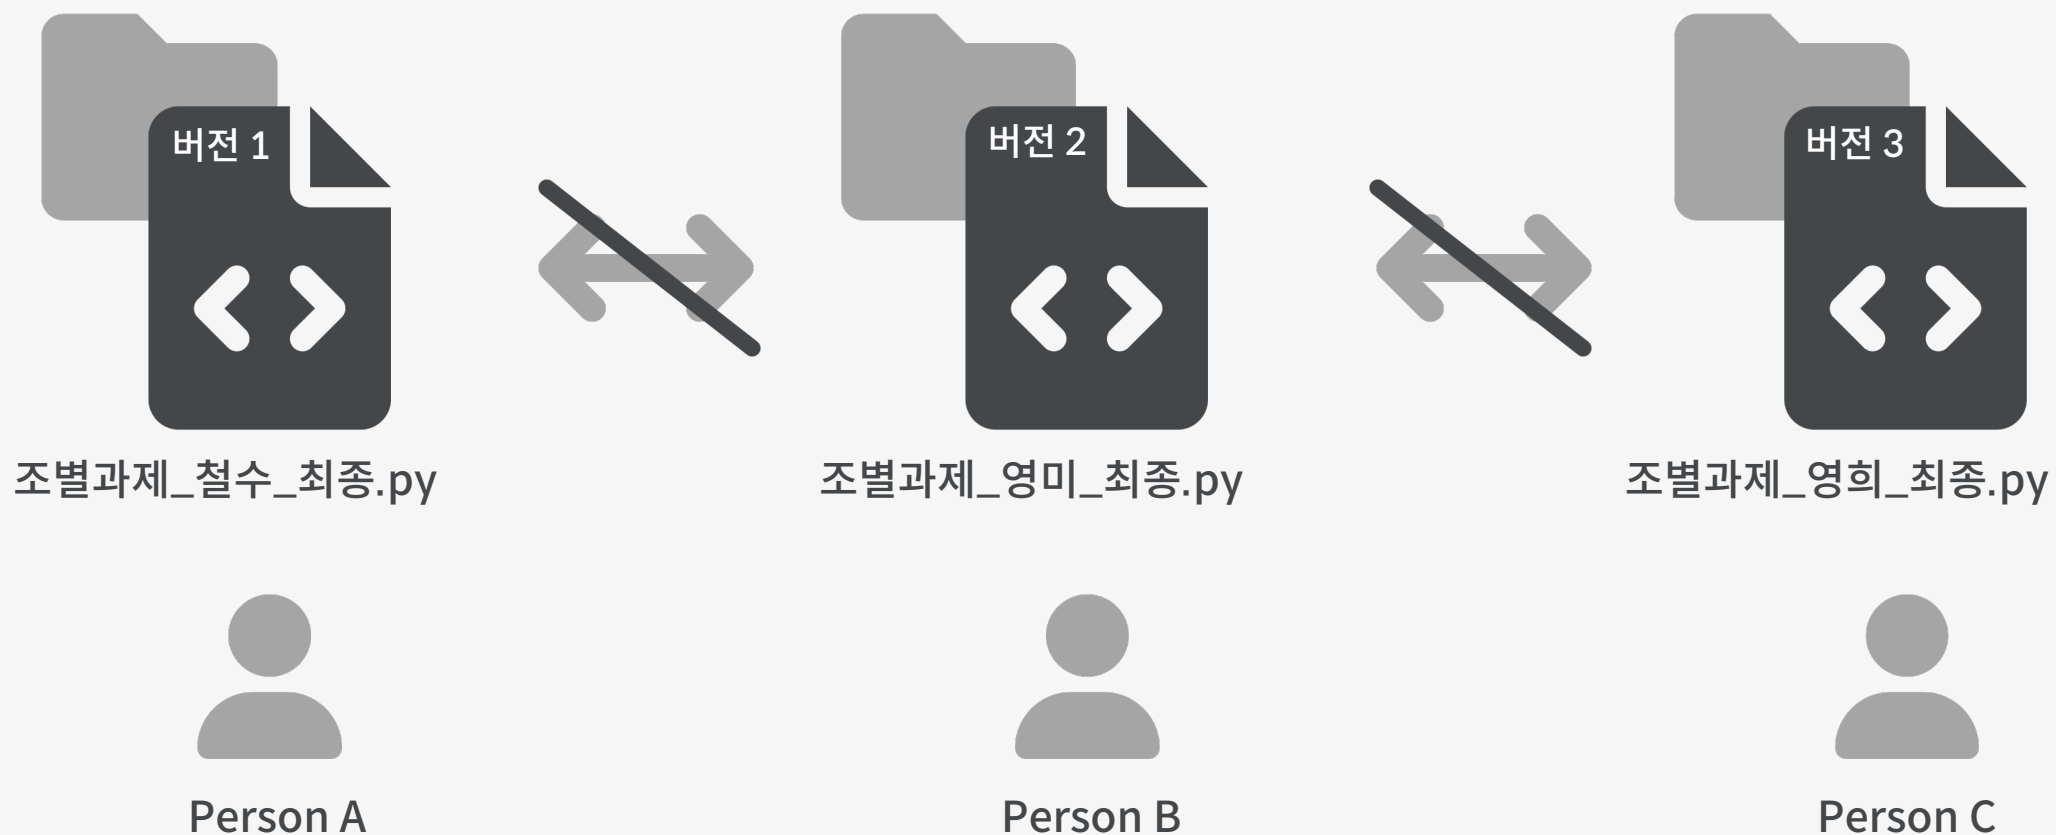 버전 1
버전 2
버전 3
조별과제_철수_최종.py
조별과제_영미_최종.py
조별과제_영희_최종.py
Person A
Person B
Person C